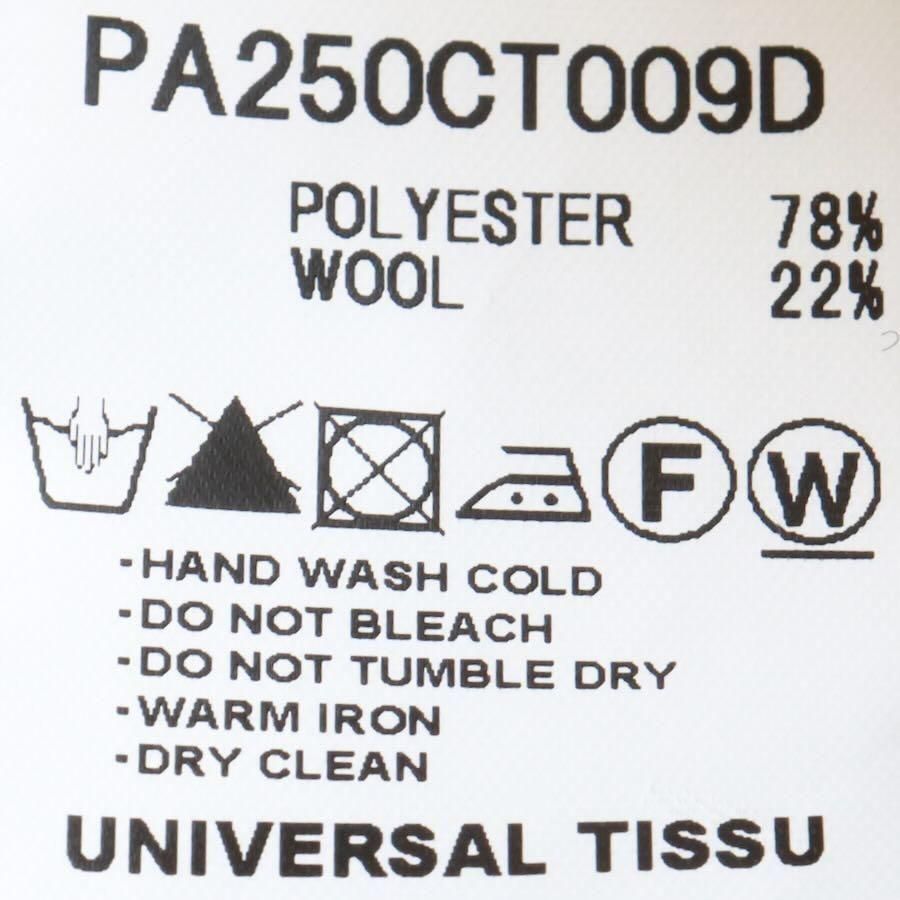 PA250CT009D
POLYESTER 78%
WOOL 22%
F W
-HAND WASH COLD
-DO NOT BLEACH
-DO NOT TUMBLE DRY
-WARM IRON
-DRY CLEAN
UNIVERSAL TISSU